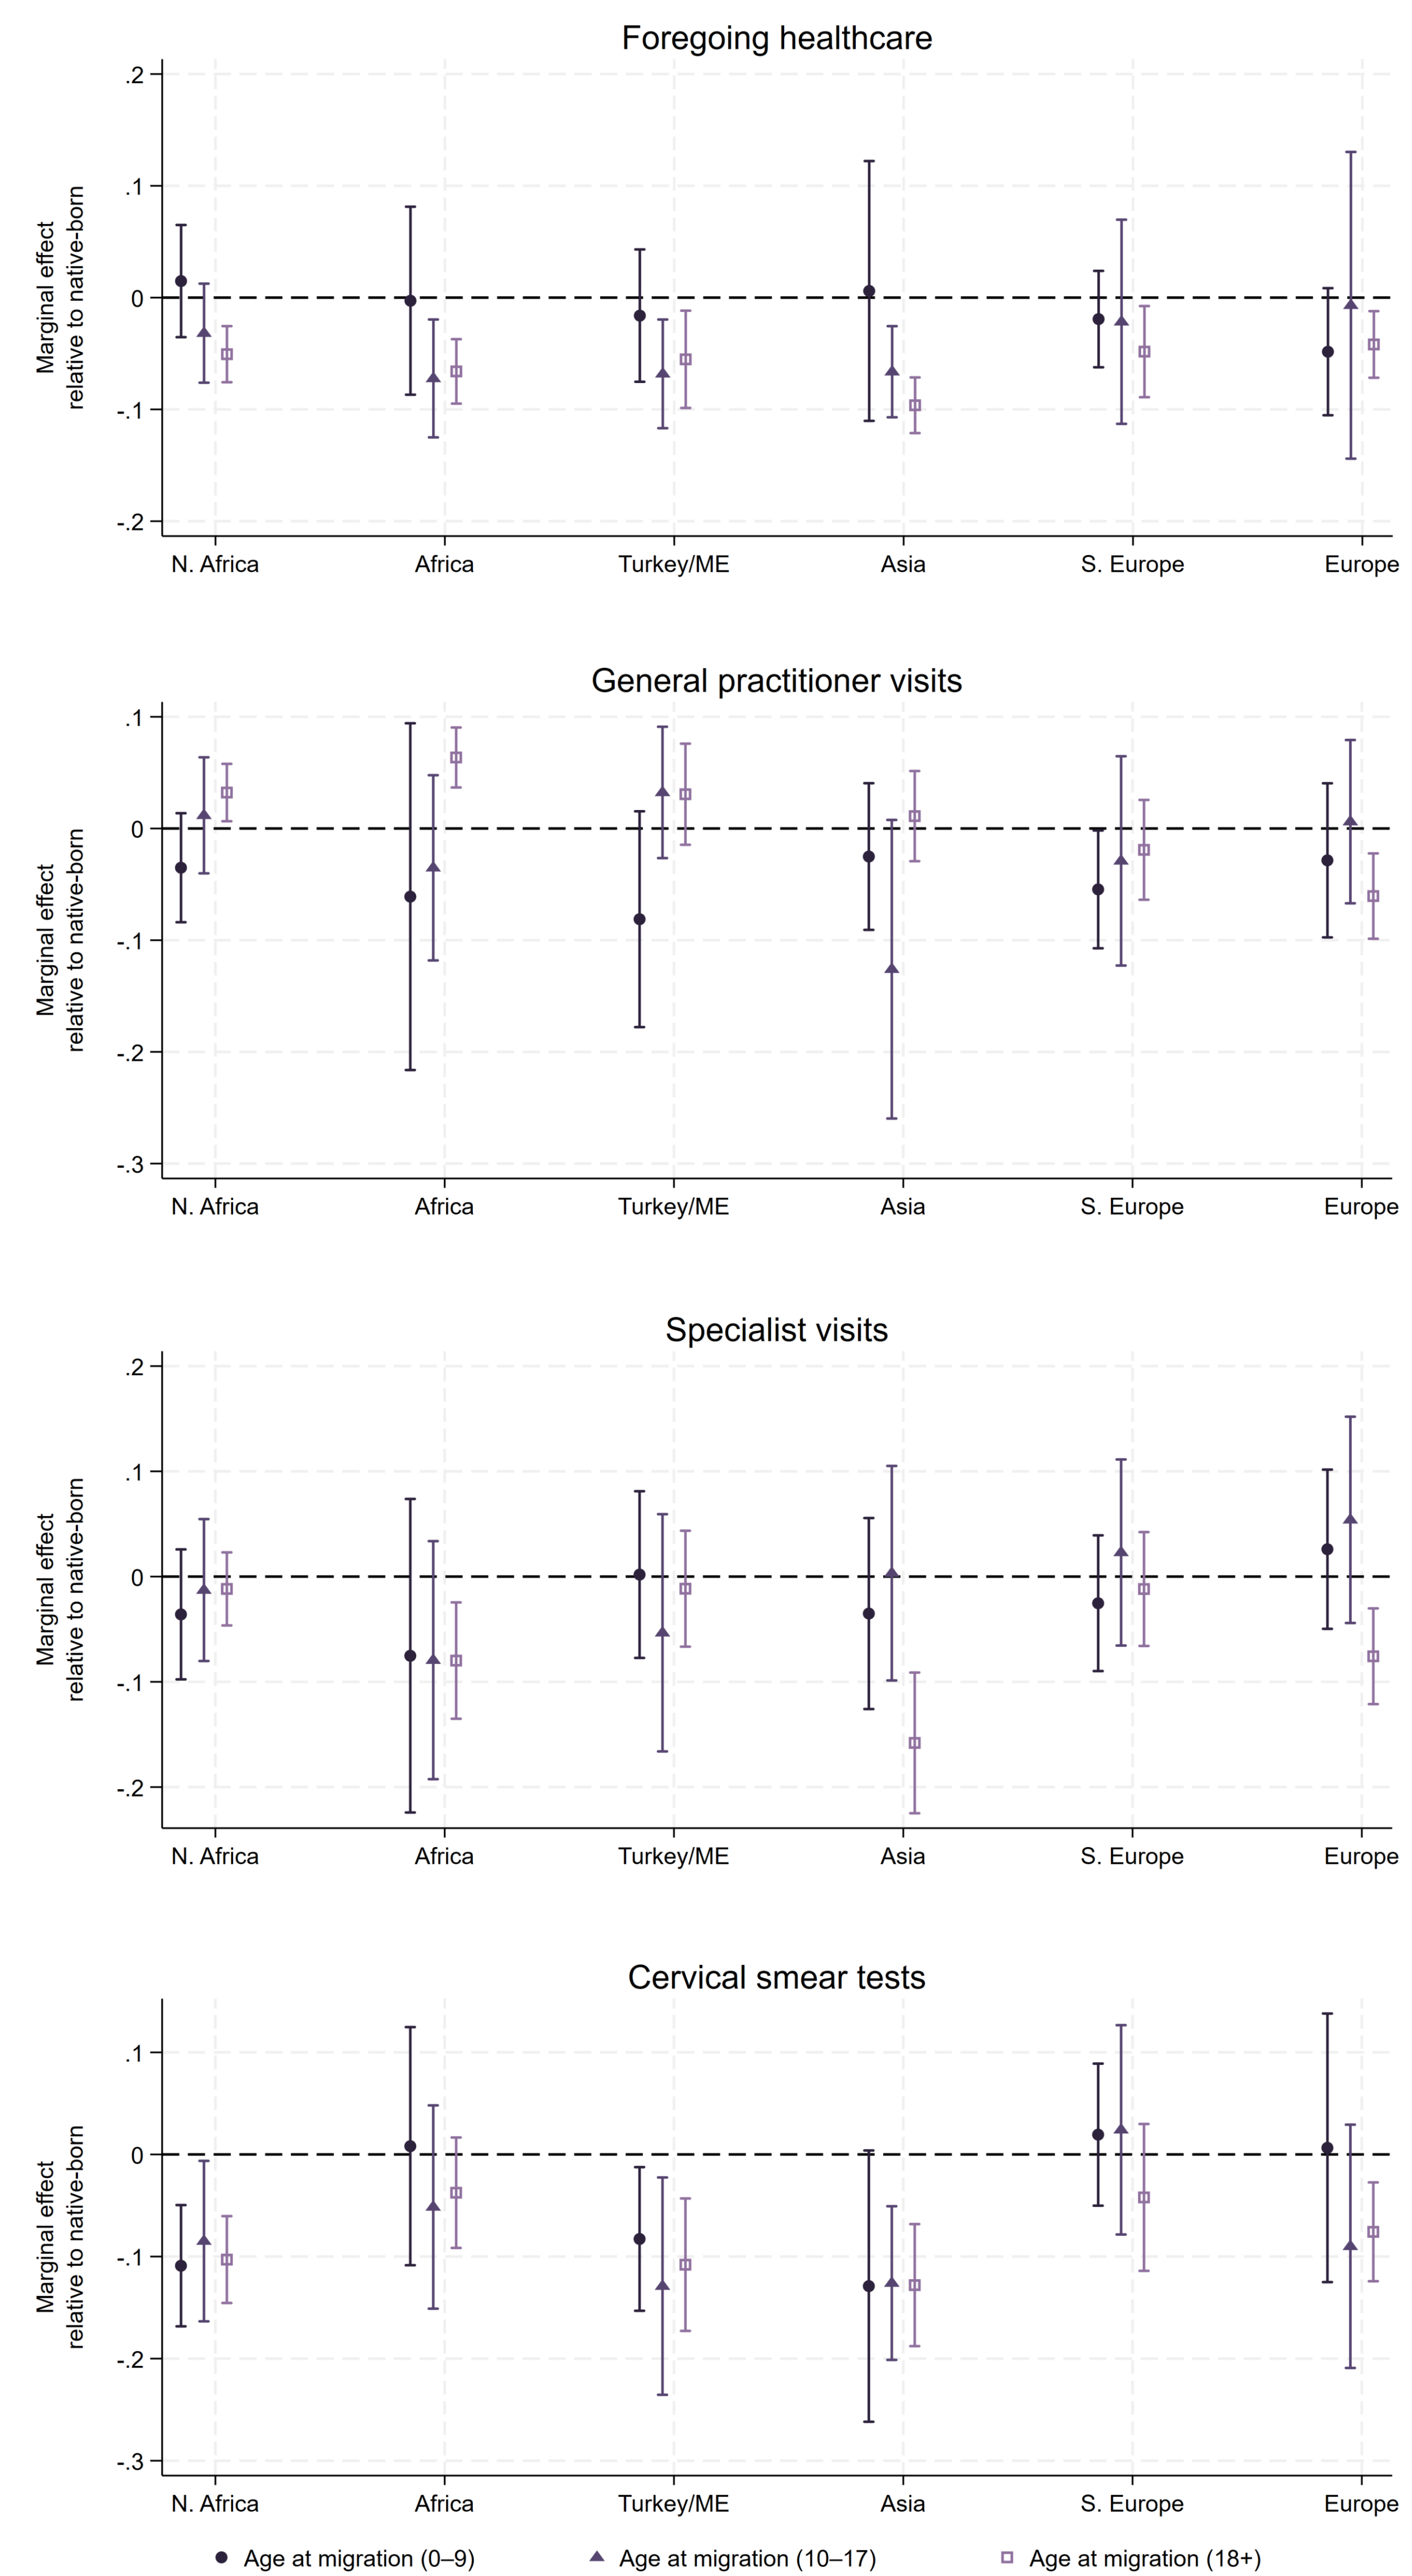 Foregoing healthcare
Marginal effect
relative to native-born
.2
.1
0
-.1
-.2
N. Africa Africa Turkey/ME Asia S. Europe Europe
General practitioner visits
Marginal effect
relative to native-born
.1
0
-.1
-.2
-.3
N. Africa Africa Turkey/ME Asia S. Europe Europe
Specialist visits
Marginal effect
relative to native-born
.2
.1
0
-.1
-.2
N. Africa Africa Turkey/ME Asia S. Europe Europe
Cervical smear tests
Marginal effect
relative to native-born
.1
0
-.1
-.2
-.3
N. Africa Africa Turkey/ME Asia S. Europe Europe
Age at migration (0–9) Age at migration (10–17) Age at migration (18+)